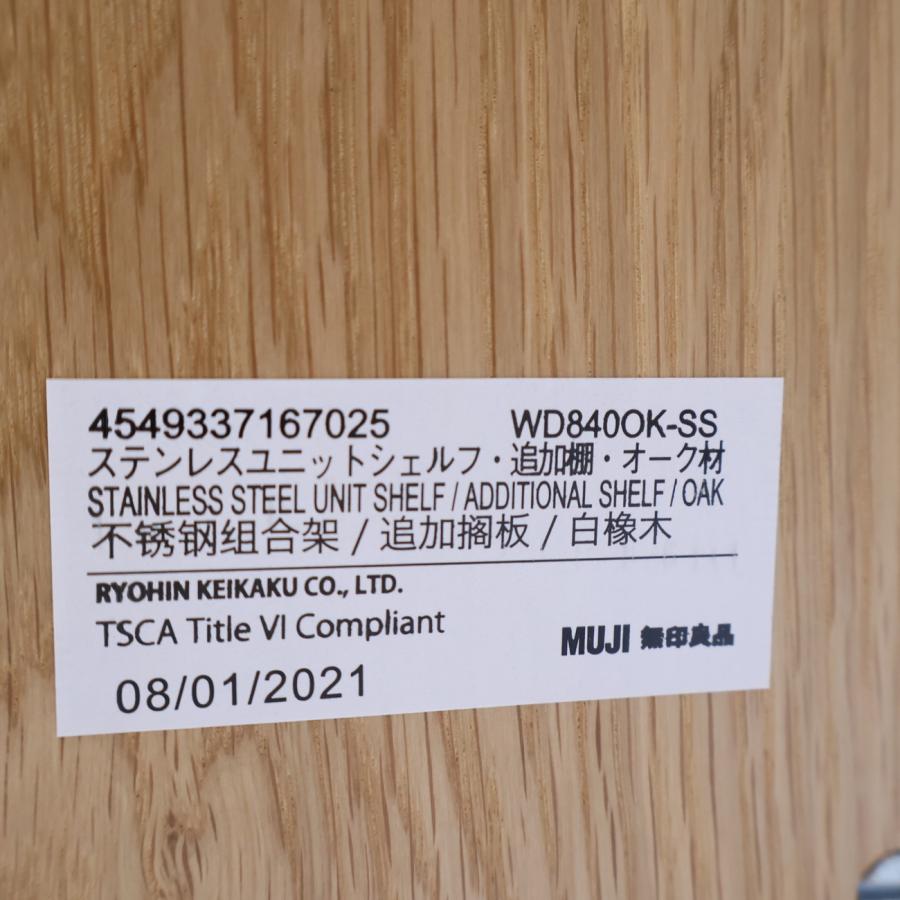 4549337167025 WD840OK-SS
ステンレスユニットシェルフ・追加棚・オーク材
STAINLESS STEEL UNIT SHELF / ADDITIONAL SHELF / OAK
不锈钢组合架 / 追加搁板 / 白橡木
RYOHIN KEIKAKU CO., LTD.
TSCA Title VI Compliant
MUJI 無印良品
08/01/2021